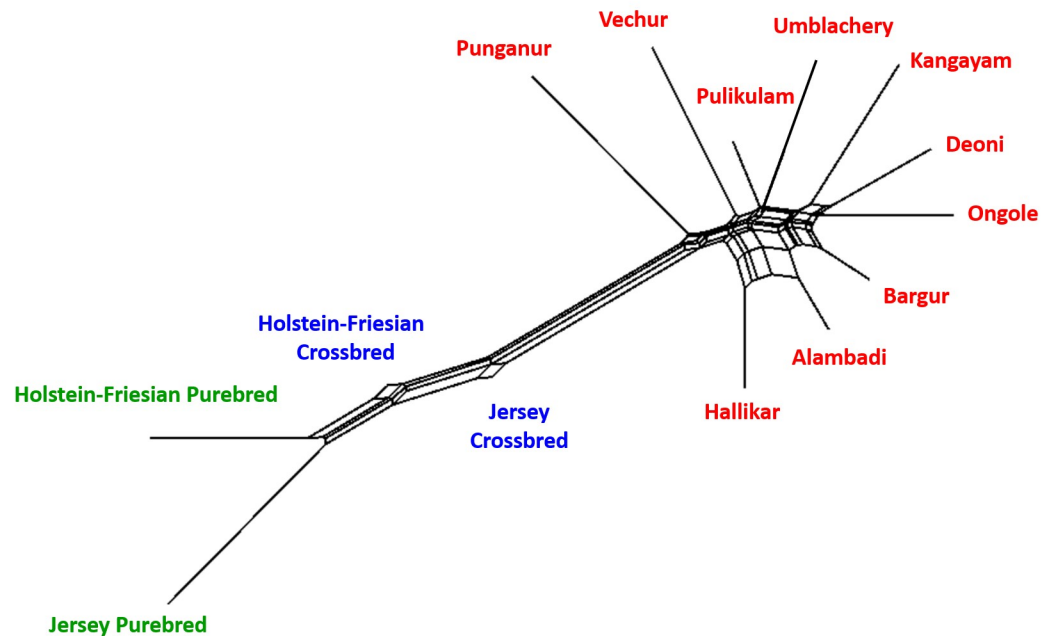 Vechur
Umblachery
Punganur
Kangayam
Pulikulam
Deoni
Ongole
Bargur
Holstein-Friesian
Crossbred
Alambadi
Holstein-Friesian Purebred
Hallikar
Jersey
Crossbred
Jersey Purebred